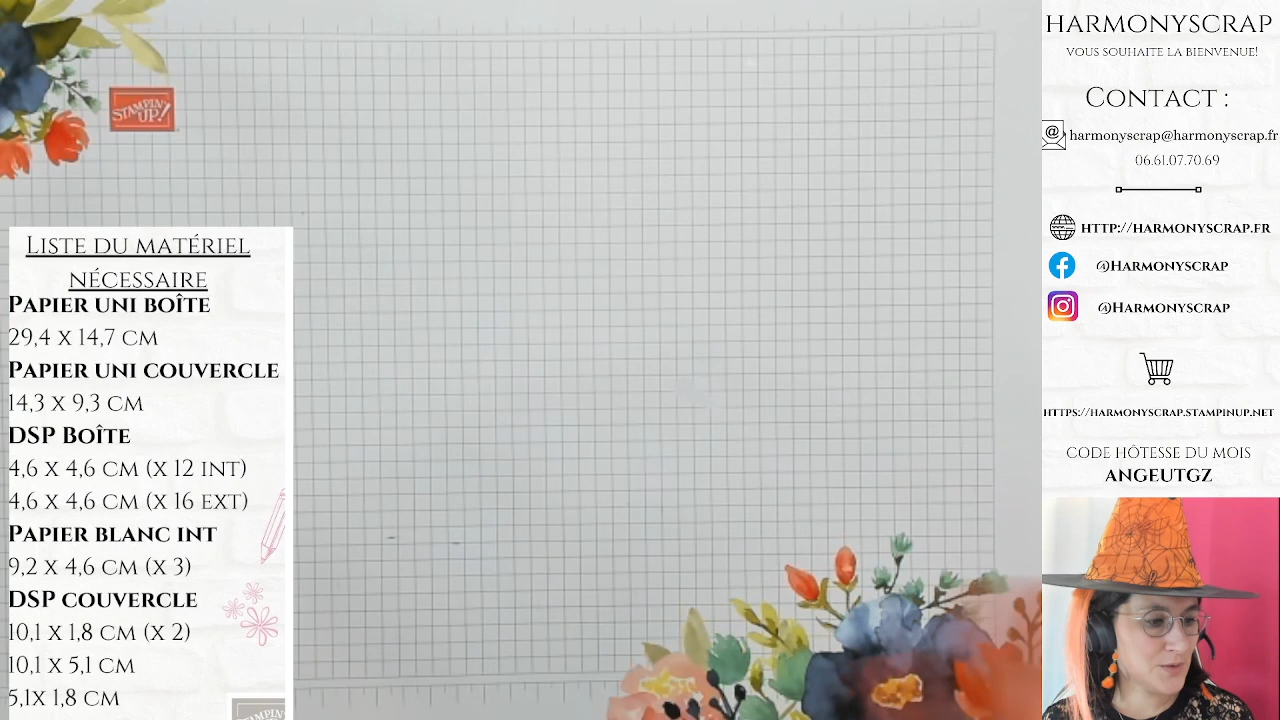 STAMPIN' UP!
Liste du matériel
nécessaire
Papier uni boîte
29,4 x 14,7 cm
Papier uni couvercle
14,3 x 9,3 cm
DSP Boîte
4,6 x 4,6 cm (x 12 int)
4,6 x 4,6 cm (x 16 ext)
Papier blanc int
9,2 x 4,6 cm (x 3)
DSP couvercle
10,1 x 1,8 cm (x 2)
10,1 x 5,1 cm
5,1x 1,8 cm
STAMPIN'
HARMONYSCRAP
VOUS SOUHAITE LA BIENVENUE!
Contact :
harmonyscrap@harmonyscrap.fr
06.61.07.70.69
http://harmonyscrap.fr
@Harmonyscrap
@Harmonyscrap
https://harmonyscrap.stampinup.net
CODE HÔTESSE DU MOIS
ANGEUTGZ